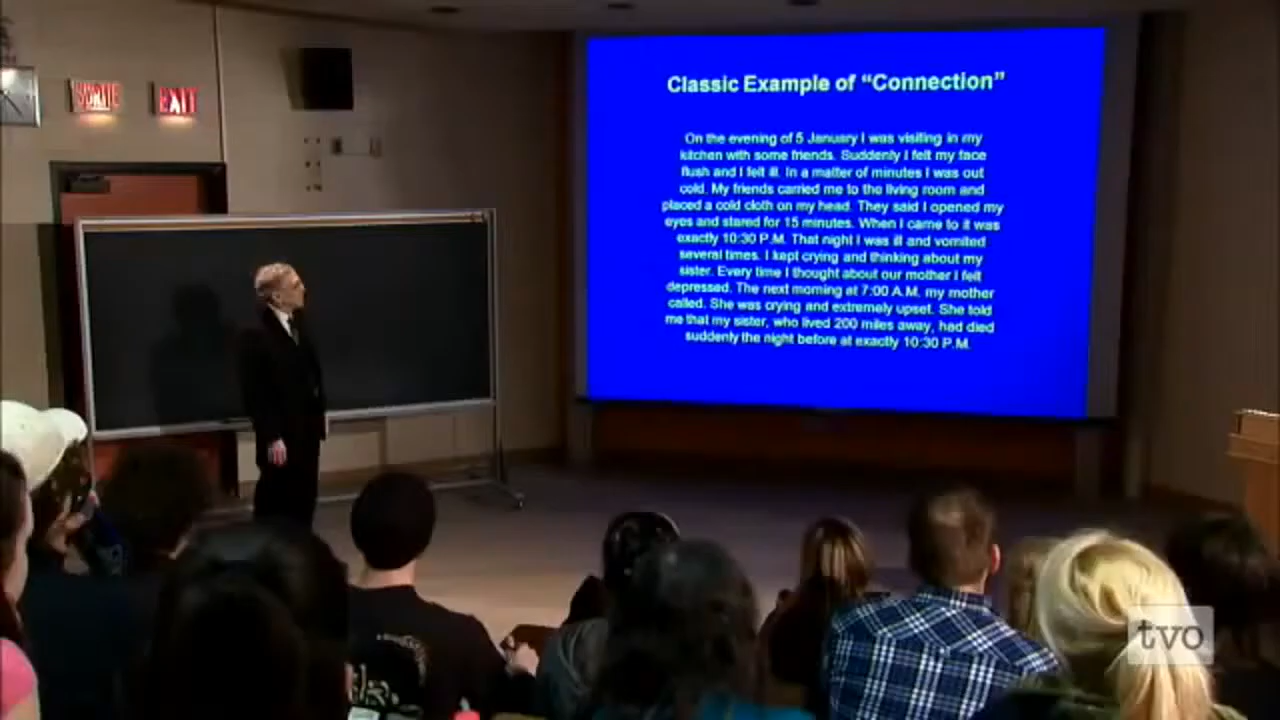 SORTIE
EXIT
Classic Example of “Connection”
On the evening of 5 January I was visiting in my
kitchen with some friends. Suddenly I felt my face
flush and I felt ill. In a matter of minutes I was out
cold. My friends carried me to the living room and
placed a cold cloth on my head. They said I opened my
eyes and stared for 15 minutes. When I came to it was
exactly 10:30 P.M. That night I was ill and vomited
several times. I kept crying and thinking about my
sister. Every time I thought about our mother I felt
depressed. The next morning at 7:00 A.M. my mother
called. She was crying and extremely upset. She told
me that my sister, who lived 200 miles away, had died
suddenly the night before at exactly 10:30 P.M.
tvo